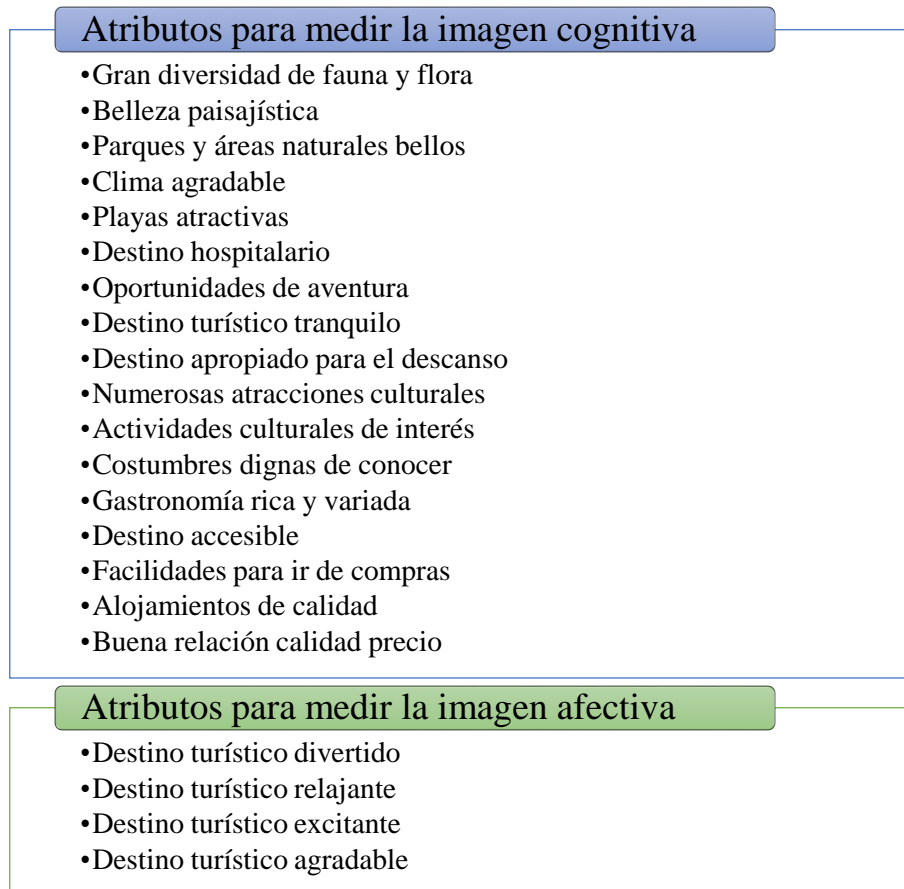 Atributos para medir la imagen cognitiva
•Gran diversidad de fauna y flora
•Belleza paisajística
•Parques y áreas naturales bellos
•Clima agradable
•Playas atractivas
•Destino hospitalario
•Oportunidades de aventura
•Destino turístico tranquilo
•Destino apropiado para el descanso
•Numerosas atracciones culturales
•Actividades culturales de interés
•Costumbres dignas de conocer
•Gastronomía rica y variada
•Destino accesible
•Facilidades para ir de compras
•Alojamientos de calidad
•Buena relación calidad precio
Atributos para medir la imagen afectiva
•Destino turístico divertido
•Destino turístico relajante
•Destino turístico excitante
•Destino turístico agradable